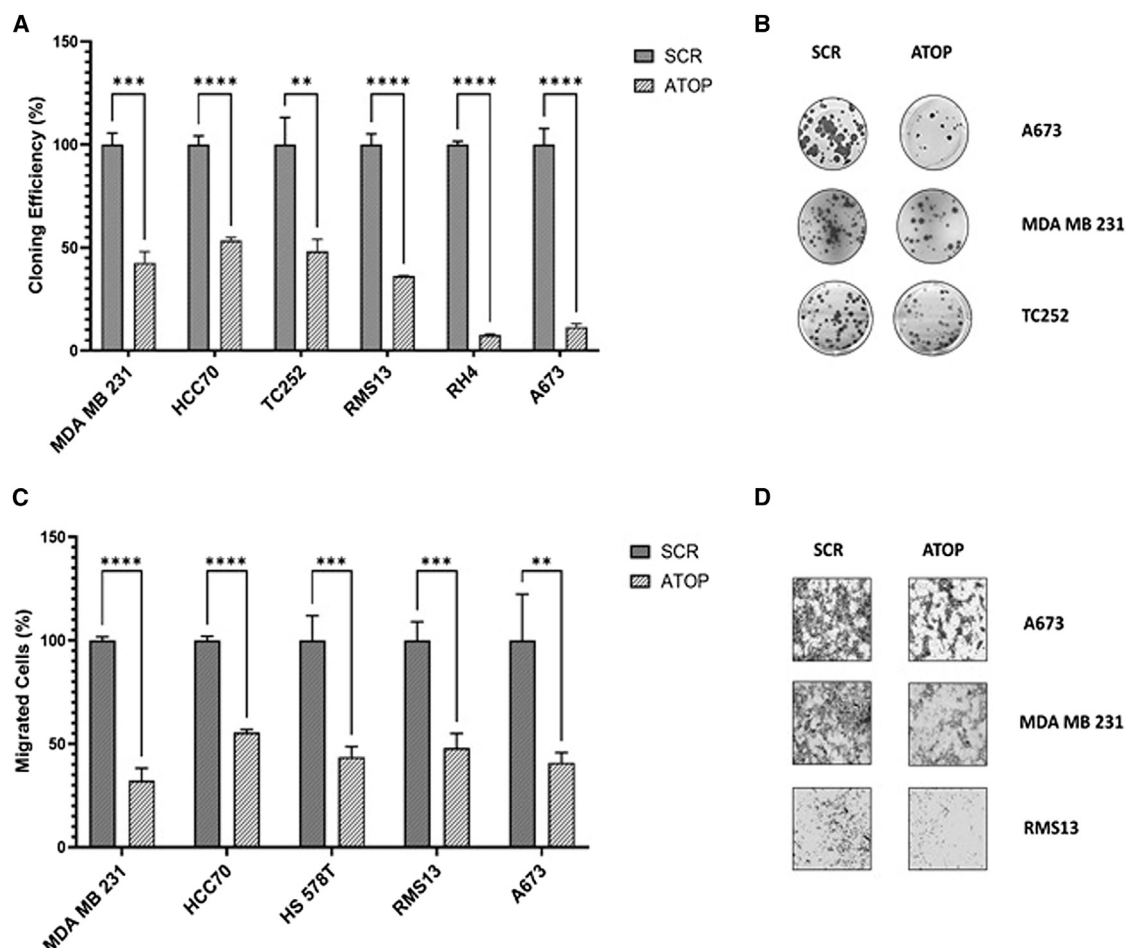 A
150
100
50
0
Cloning Efficiency (%)
*** **** ** **** **** ****
SCR
ATOP
MDA MB 231
HCC70
TC252
RMS13
RH4
A673
B
SCR ATOP
A673
MDA MB 231
TC252
C
150
100
50
0
Migrated Cells (%)
**** **** *** *** **
SCR
ATOP
MDA MB 231
HCC70
HS 578T
RMS13
A673
D
SCR ATOP
A673
MDA MB 231
RMS13